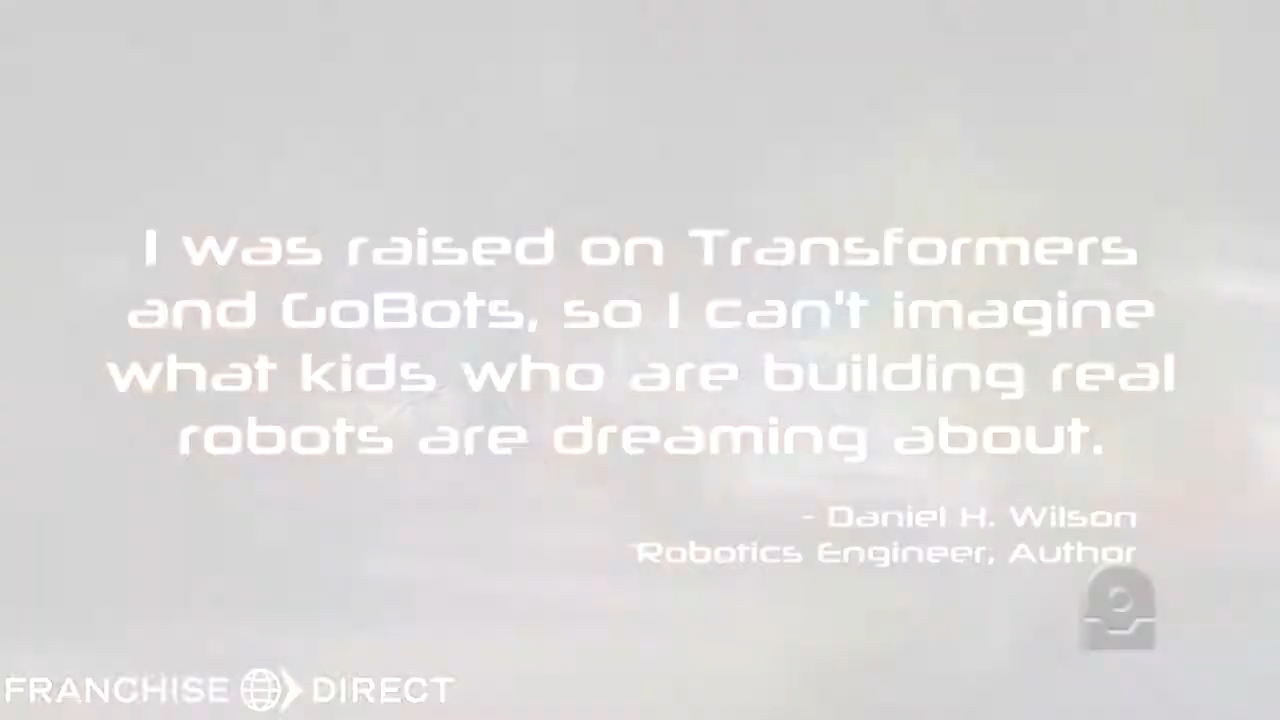 I was raised on Transformers
and GoBots, so I can't imagine
what kids who are building real
robots are dreaming about.
- Daniel H. Wilson
Robotics Engineer, Author
FRANCHISE DIRECT